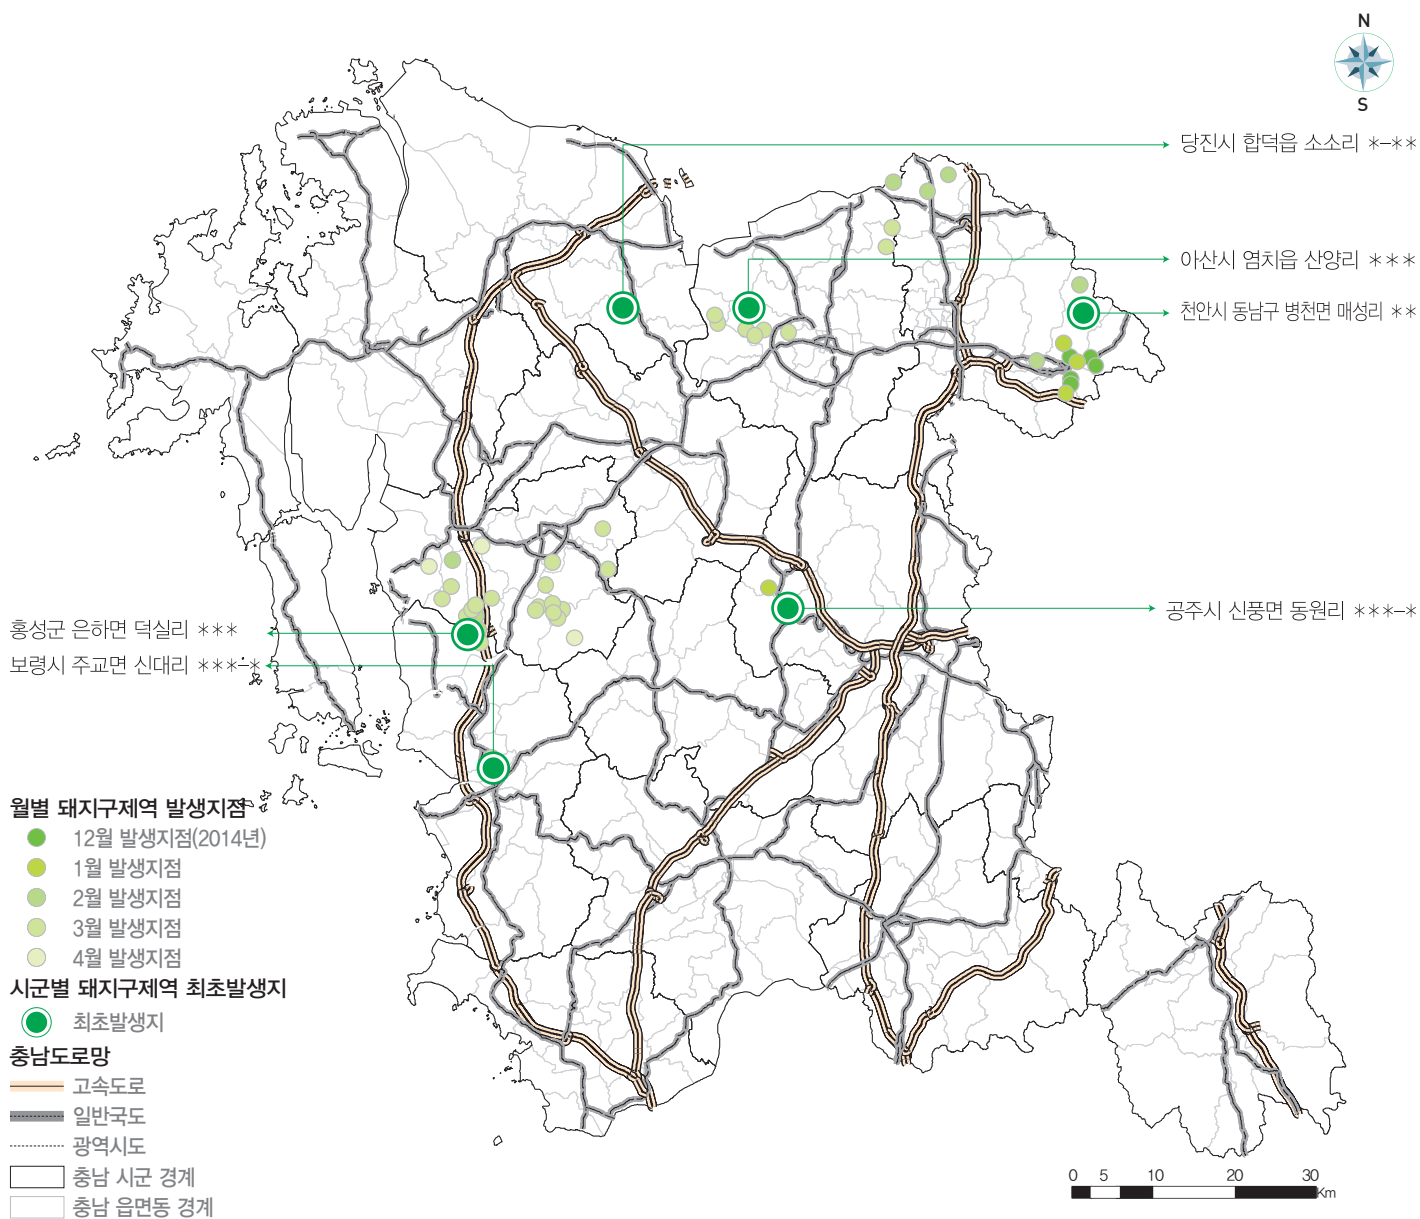 N
S
당진시 합덕읍 소소리 *-**
아산시 염치읍 산양리 ***
천안시 동남구 병천면 매성리 **
공주시 신풍면 동원리 ***-*
홍성군 은하면 덕실리 ***
보령시 주교면 신대리 ***-*
월별 돼지구제역 발생지점
12월 발생지점(2014년)
1월 발생지점
2월 발생지점
3월 발생지점
4월 발생지점
시군별 돼지구제역 최초발생지
최초발생지
충남도로망
고속도로
일반국도
광역시도
충남 시군 경계
충남 읍면동 경계
0 5 10 20 30
Km